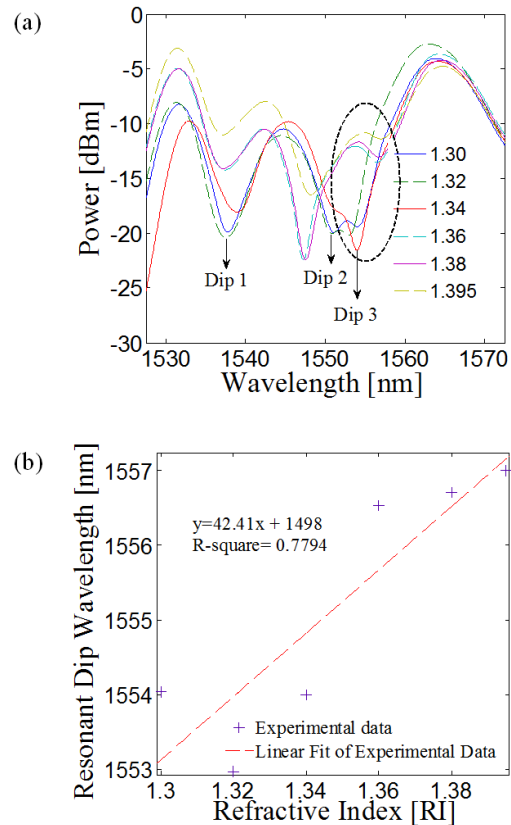 (a)
Power [dBm]
0
-5
-10
-15
-20
-25
-30
1.30
1.32
1.34
1.36
1.38
1.395
Dip 1
Dip 2
Dip 3
1530 1540 1550 1560 1570
Wavelength [nm]
(b)
Resonant Dip Wavelength [nm]
1557
1556
1555
1554
1553
y=42.41x + 1498
R-square= 0.7794
Experimental data
Linear Fit of Experimental Data
1.3 1.32 1.34 1.36 1.38
Refractive Index [RI]